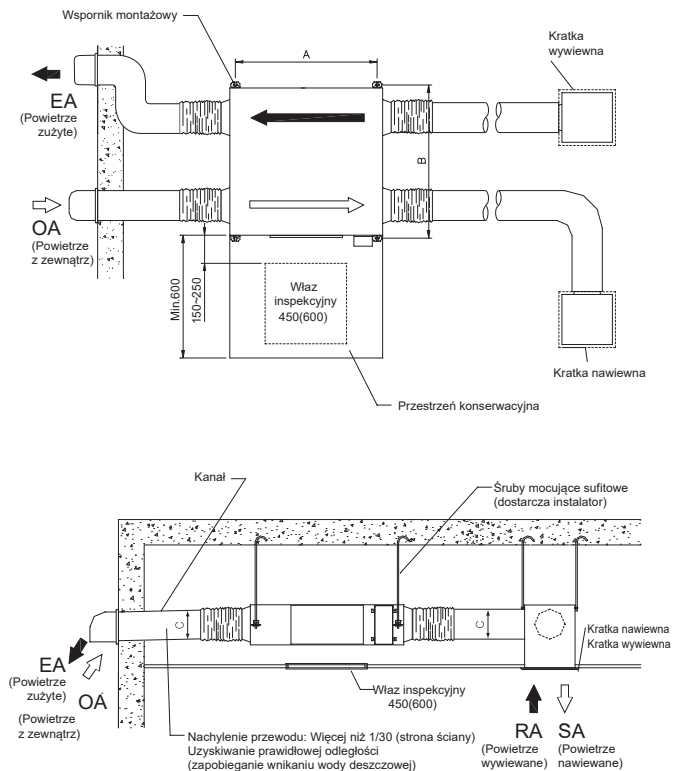 Wspornik montażowy
A
Kratka
wywiewna
EA
(Powietrze
zużyte)
B
OA
(Powietrze
z zewnątrz)
Min.600
150~250
Właz
inspekcyjny
450(600)
Kratka nawiewna
Przestrzeń konserwacyjna
Kanał
Śruby mocujące sufitowe
(dostarcza instalator)
C
C
Kratka nawiewna
Kratka wywiewna
EA
(Powietrze
zużyte)
OA
(Powietrze
z zewnątrz)
Właz inspekcyjny
450(600)
RA
(Powietrze
wywiewane)
SA
(Powietrze
nawiewane)
Nachylenie przewodu: Więcej niż 1/30 (strona ściany)
Uzyskiwanie prawidłowej odległości
(zapobieganie wnikaniu wody deszczowej)